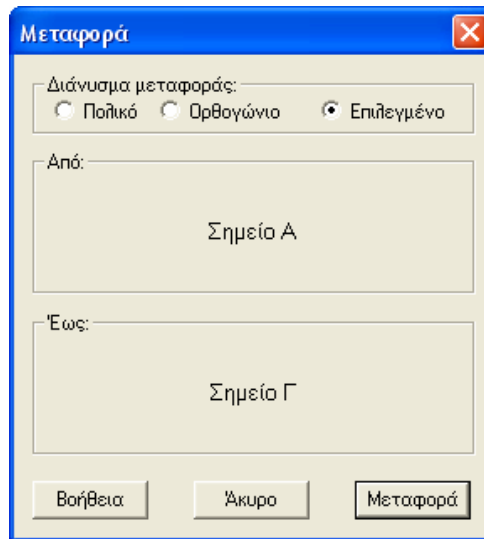 Μεταφορά
Διάνυσμα μεταφοράς:
Πολικό Ορθογώνιο Επιλεγμένο
Από:
Σημείο Α
Έως:
Σημείο Γ
Βοήθεια Άκυρο Μεταφορά